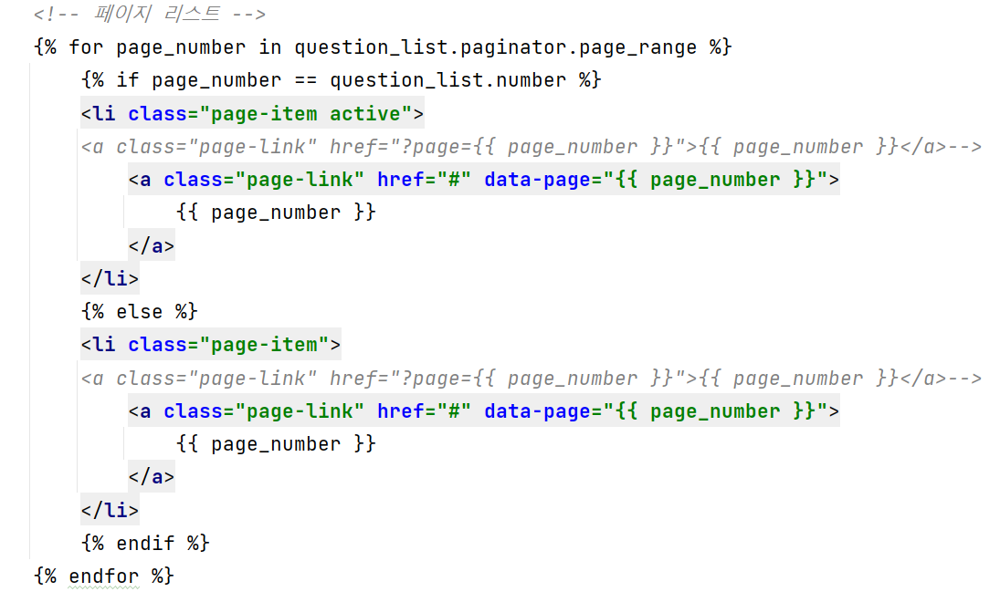 <!-- 페이지 리스트 -->
{% for page_number in question_list.paginator.page_range %}
{% if page_number == question_list.number %}
<li class="page-item active">
<a class="page-link" href="?page={{ page_number }}">{{ page_number }}</a>-->
<a class="page-link" href="#" data-page="{{ page_number }}">
{{ page_number }}
</a>
</li>
{% else %}
<li class="page-item">
<a class="page-link" href="?page={{ page_number }}">{{ page_number }}</a>-->
<a class="page-link" href="#" data-page="{{ page_number }}">
{{ page_number }}
</a>
</li>
{% endif %}
{% endfor %}